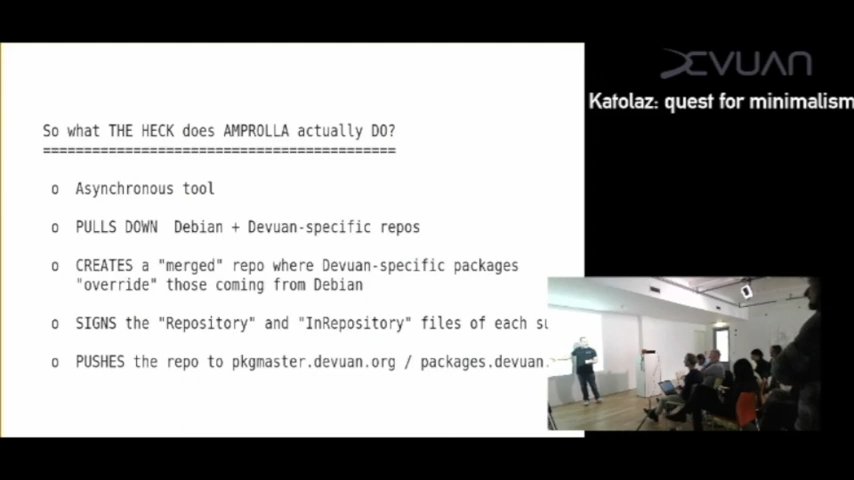 So what THE HECK does AMPROLLA actually DO?
===========================================
o Asynchronous tool
o PULLS DOWN Debian + Devuan-specific repos
o CREATES a "merged" repo where Devuan-specific packages
"override" those coming from Debian
o SIGNS the "Repository" and "InRepository" files of each
o PUSHES the repo to pkgmaster.devuan.org / packages.devuan.
DEVUAN
Katolaz: quest for minimalism